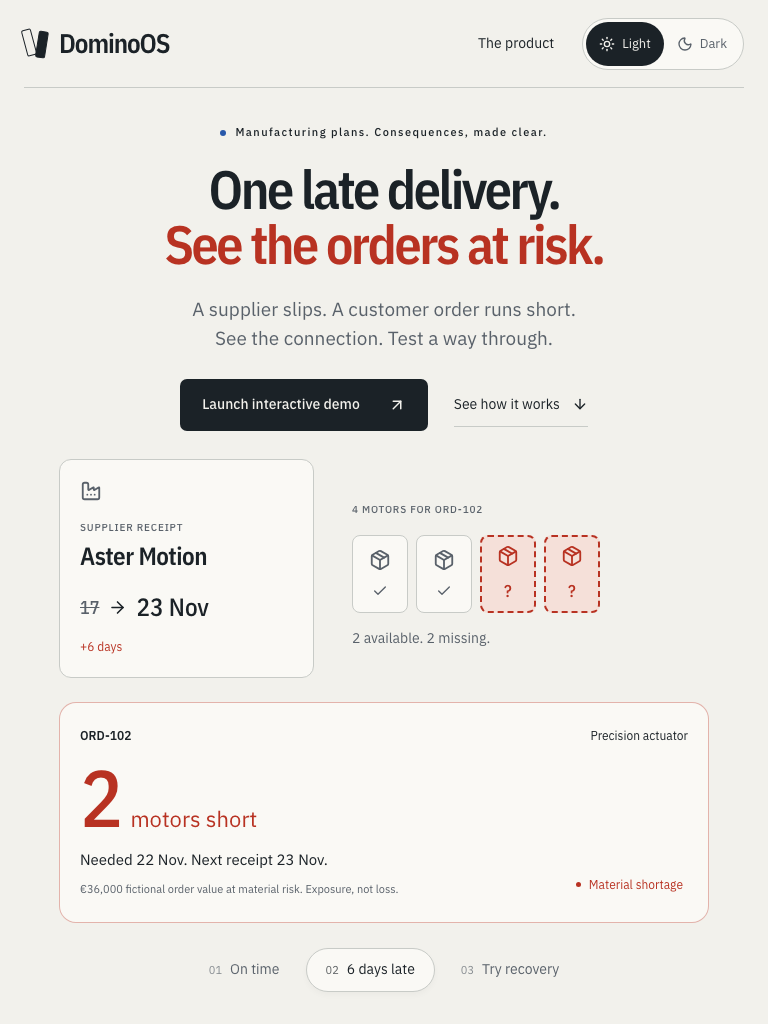 DominoOS
The product
Light
Dark
Manufacturing plans. Consequences, made clear.
One late delivery.
See the orders at risk.
A supplier slips. A customer order runs short.
See the connection. Test a way through.
Launch interactive demo
See how it works
SUPPLIER RECEIPT
Aster Motion
17 → 23 Nov
+6 days
4 MOTORS FOR ORD-102
? ?
2 available. 2 missing.
ORD-102
Precision actuator
2 motors short
Needed 22 Nov. Next receipt 23 Nov.
€36,000 fictional order value at material risk. Exposure, not loss.
Material shortage
01 On time
02 6 days late
03 Try recovery